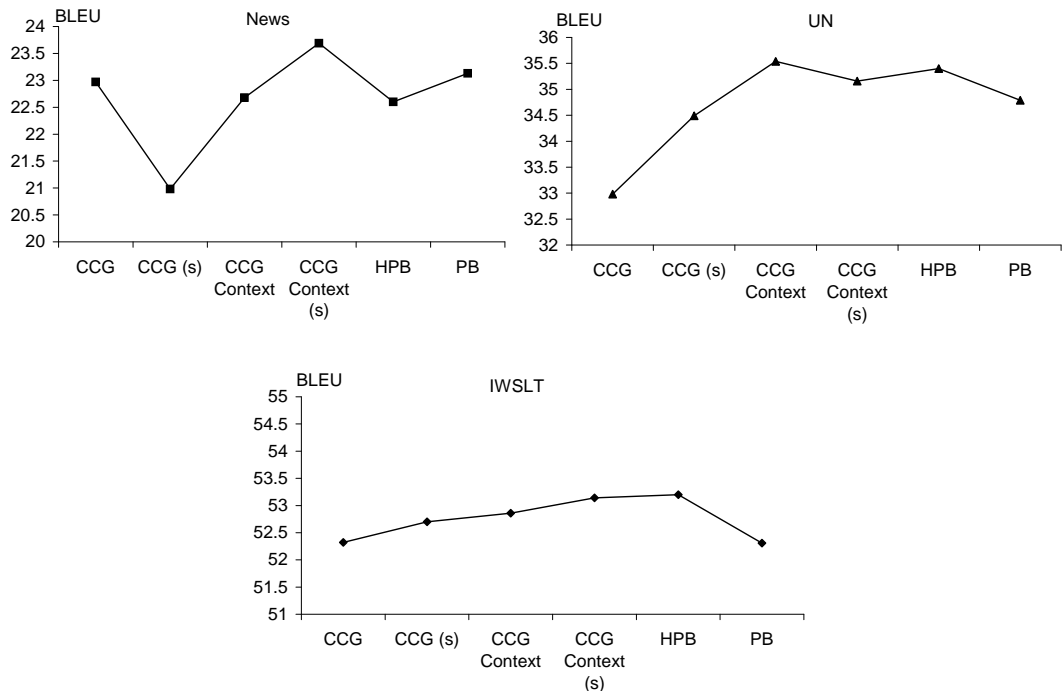 BLEU
News
24
23.5
23
22.5
22
21.5
21
20.5
20
CCG CCG (s) CCG CCG HPB PB
Context Context
(s)
BLEU
UN
36
35.5
35
34.5
34
33.5
33
32.5
32
CCG CCG (s) CCG CCG HPB PB
Context Context
(s)
BLEU
IWSLT
55
54.5
54
53.5
53
52.5
52
51.5
51
CCG CCG (s) CCG CCG HPB PB
Context Context
(s)